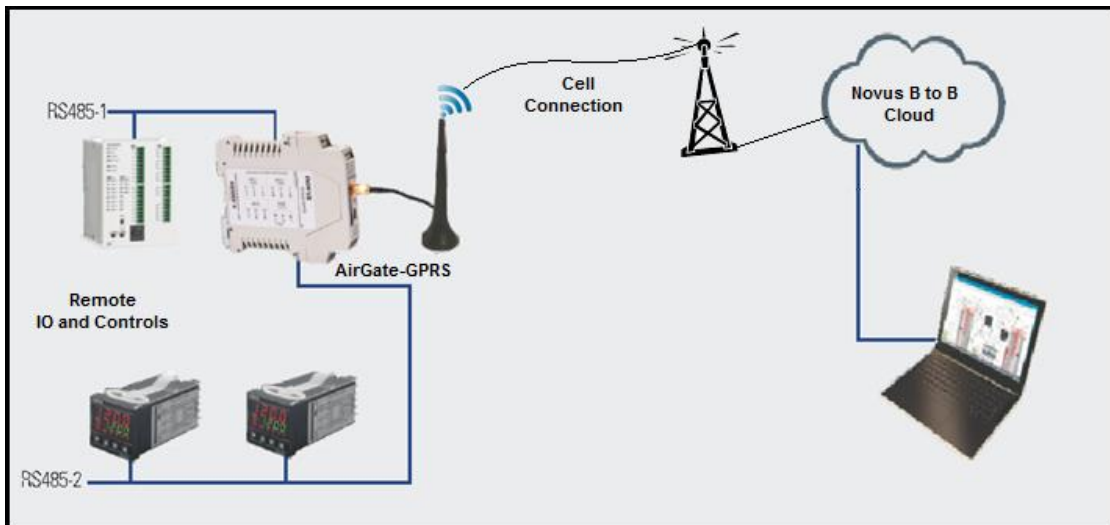 RS485-1
Cell
Connection
Novus B to B
Cloud
AirGate-GPRS
Remote
IO and Controls
RS485-2